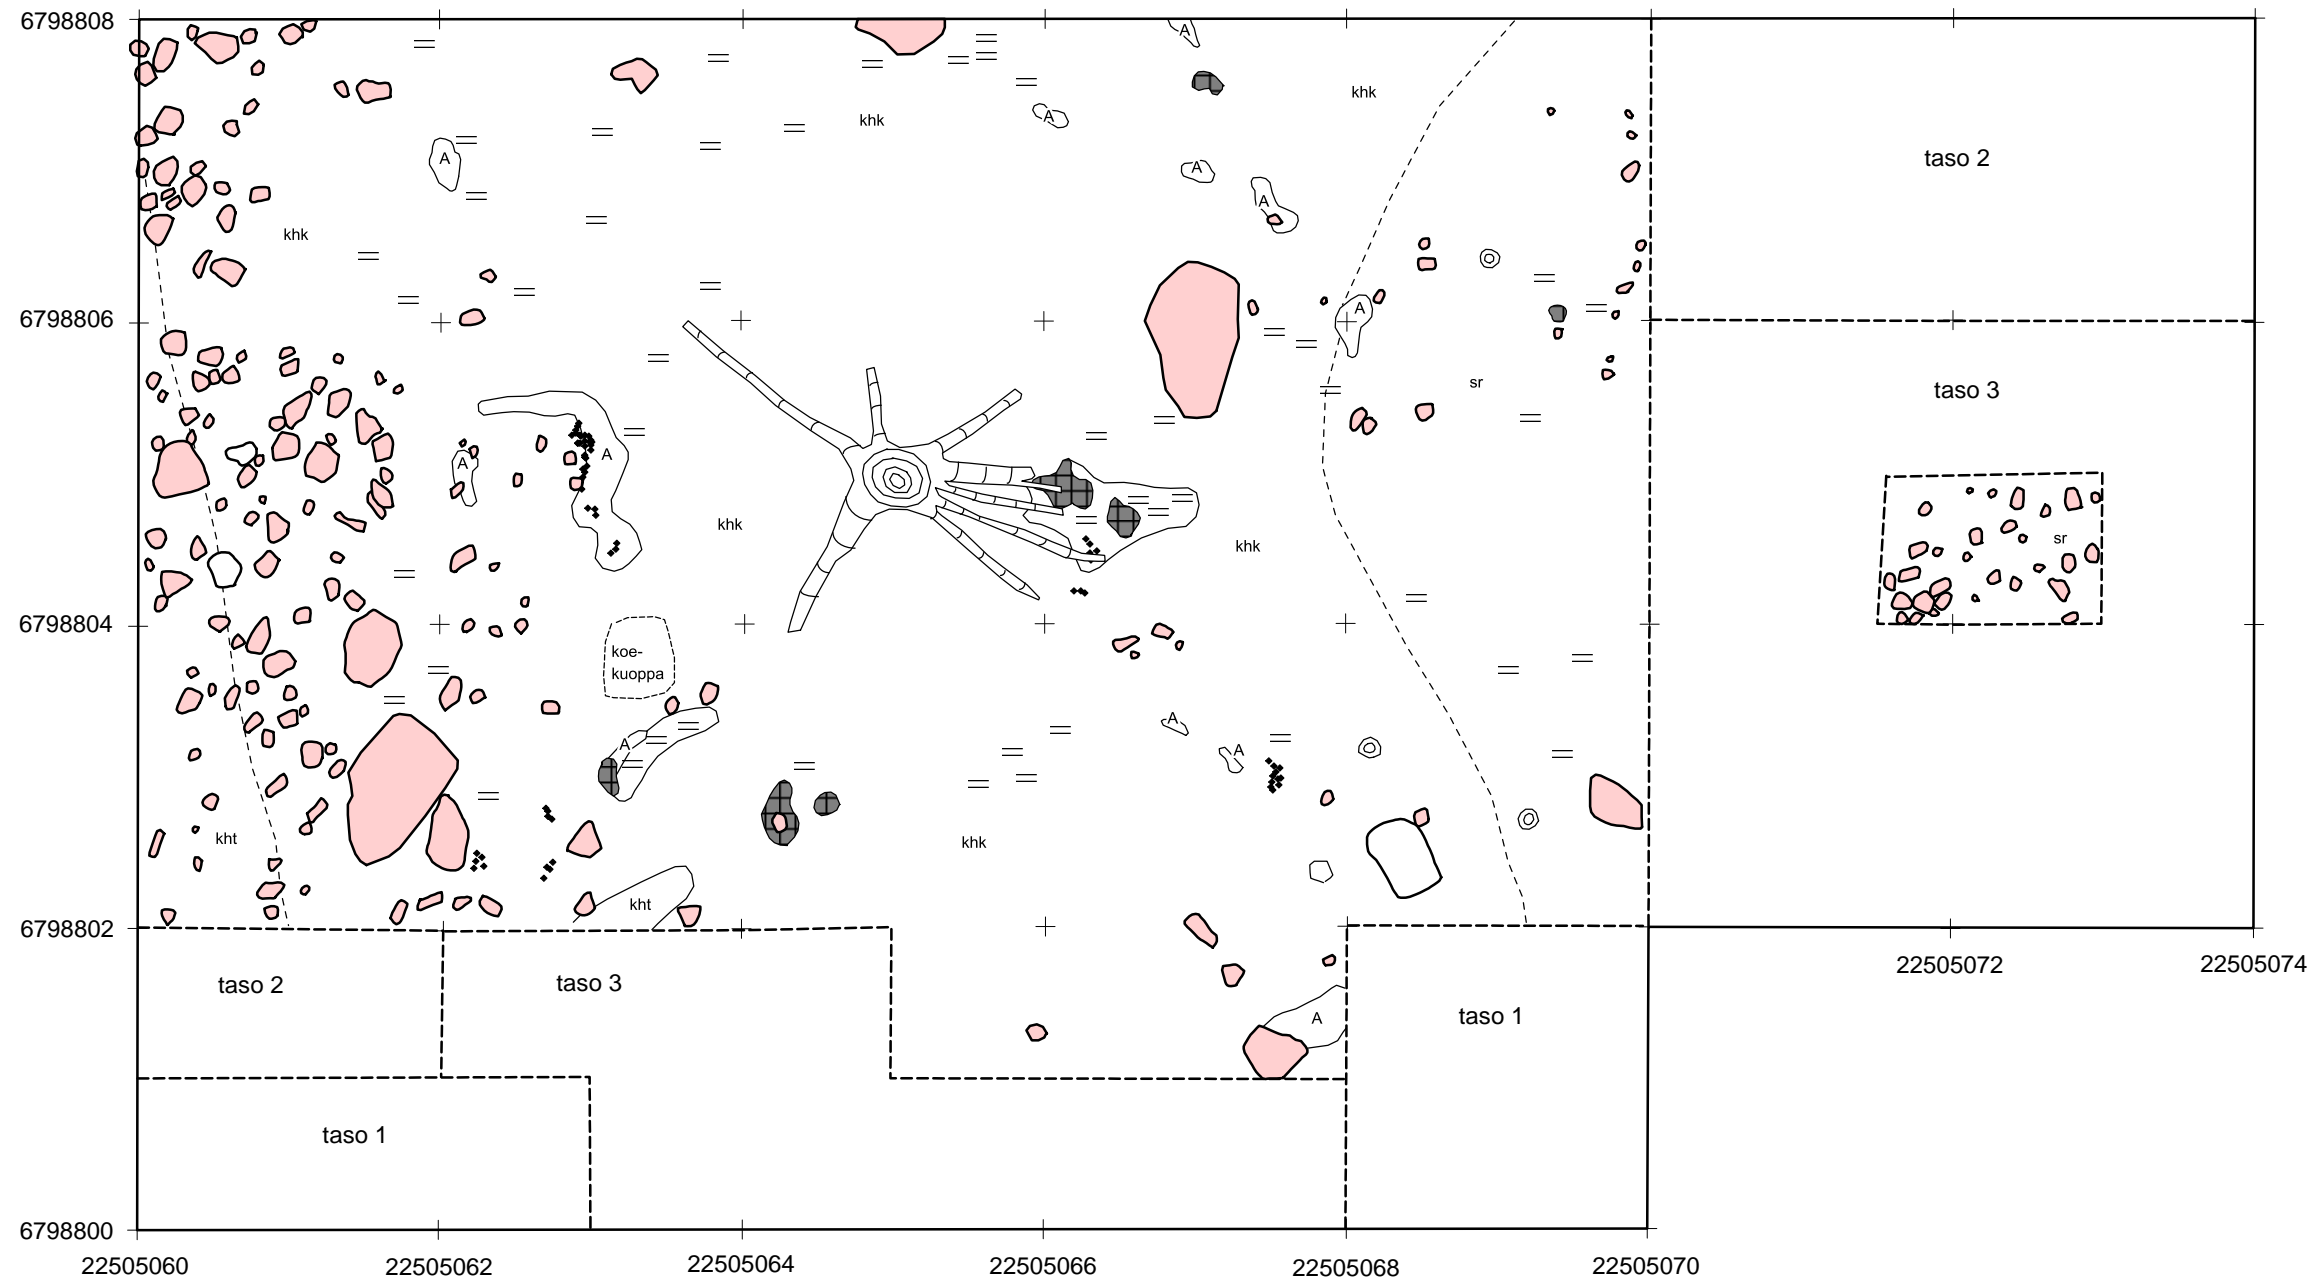 6798808
A
khk
khk
A
A
A
taso 2
A
khk
A
6798806
sr
taso 3
A
A
khk
khk
sr
6798804
koe-
kuoppa
A
A
A
kht
khk
kht
6798802
22505072
22505074
taso 2
taso 3
taso 1
A
taso 1
6798800
22505060
22505062
22505064
22505066
22505068
22505070